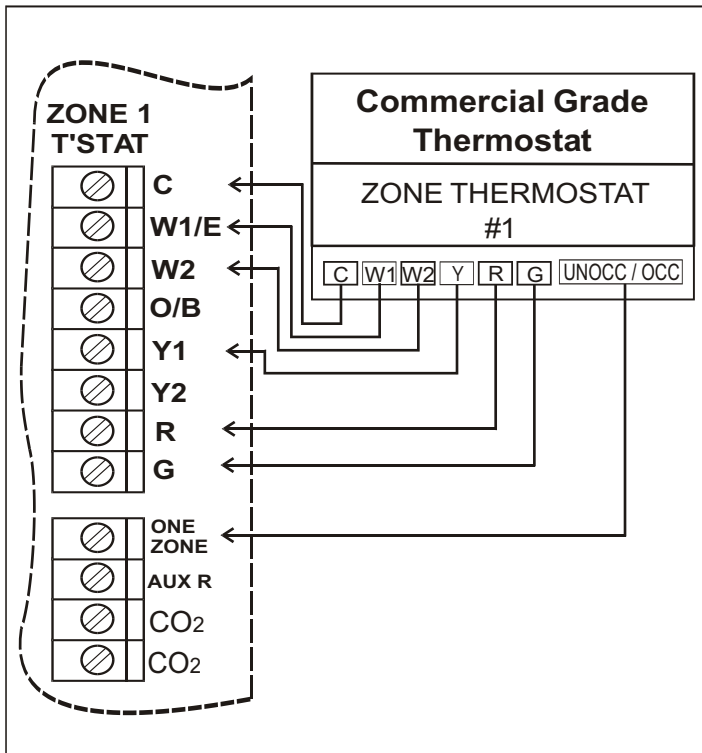 ZONE 1
T'STAT
C
W1/E
W2
O/B
Y1
Y2
R
G
ONE
ZONE
AUX R
CO2
CO2
Commercial Grade
Thermostat
ZONE THERMOSTAT
#1
C W1 W2 Y R G UNOCC / OCC